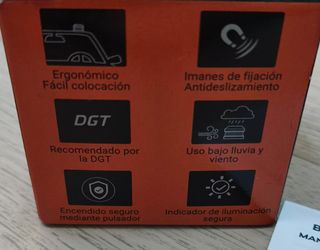 Ergonómico
Fácil colocación
Imanes de fijación
Antideslizamiento
DGT
Recomendado por
la DGT
Uso bajo lluvia y
viento
Encendido seguro
mediante pulsador
Indicador de iluminación
segura